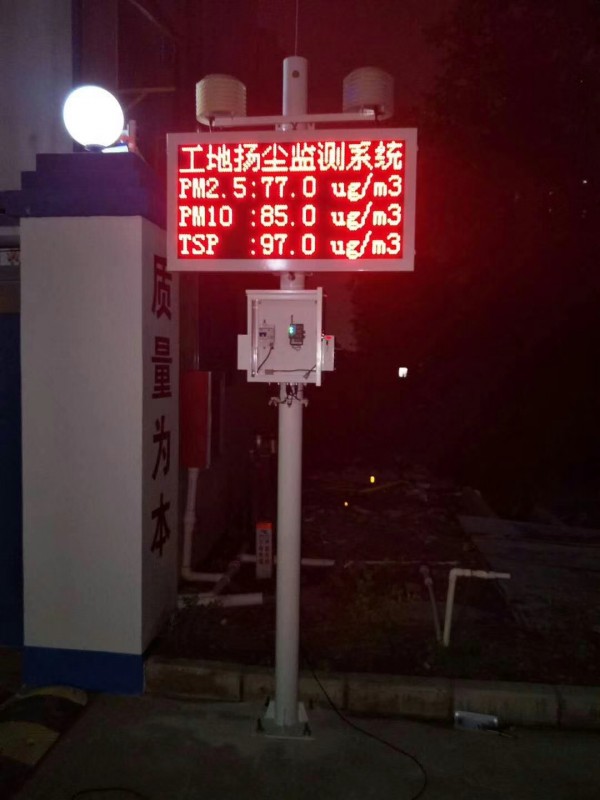 工地扬尘监测系统
PM2.5:77.0 ug/m3
PM10 :85.0 ug/m3
TSP :97.0 ug/m3
质量为本